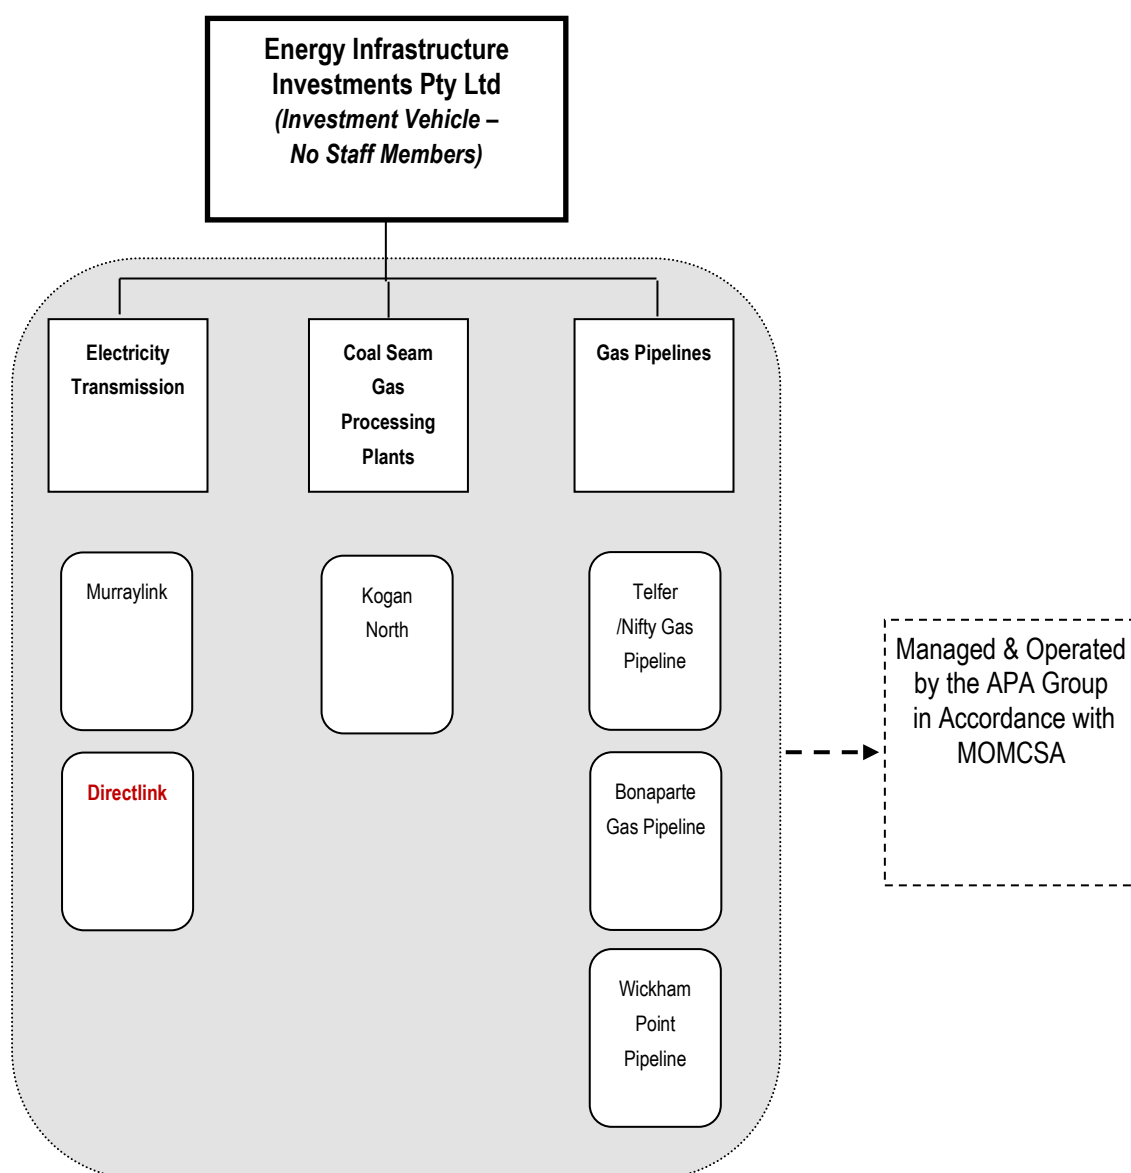 Energy Infrastructure
Investments Pty Ltd
(Investment Vehicle –
No Staff Members)
Electricity
Transmission
Coal Seam
Gas
Processing
Plants
Gas Pipelines
Murraylink
Kogan
North
Telfer
/Nifty Gas
Pipeline
Directlink
Bonaparte
Gas Pipeline
Wickham
Point
Pipeline
Managed & Operated
by the APA Group
in Accordance with
MOMCSA